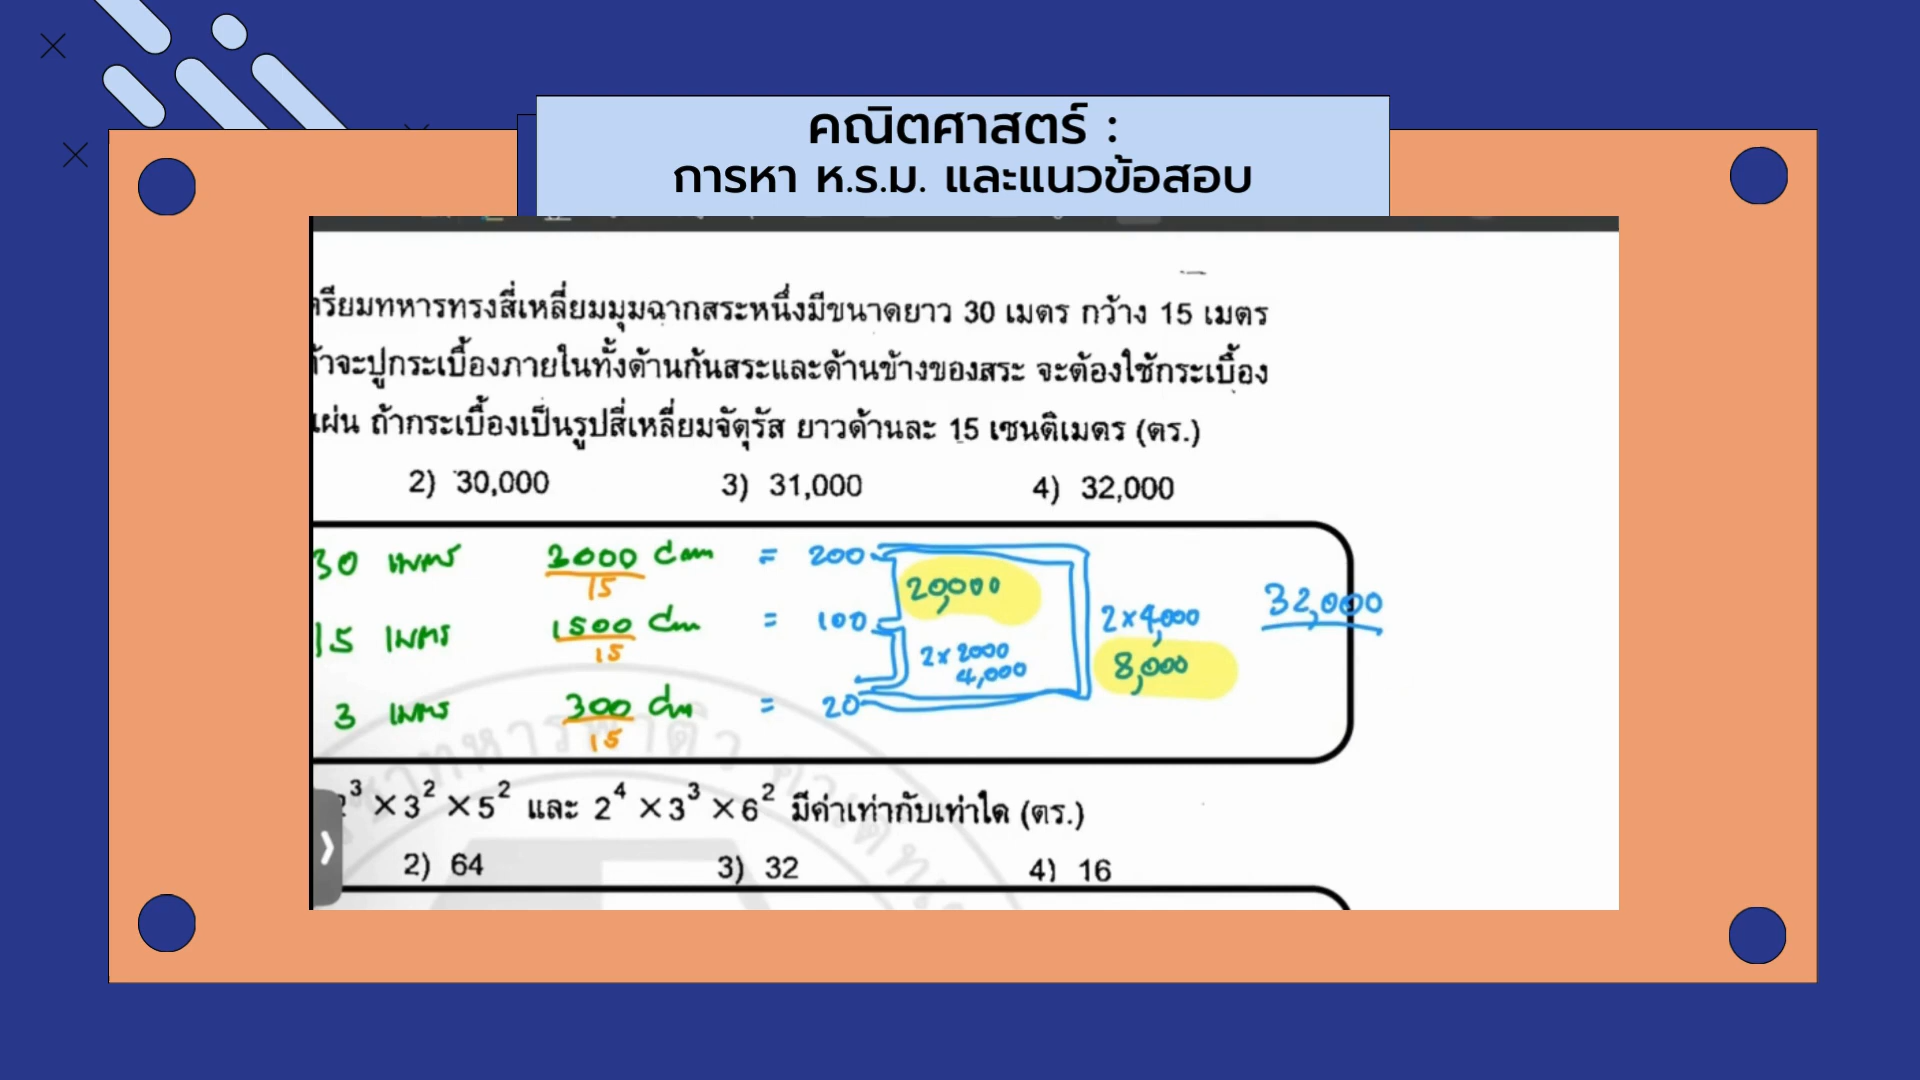 คณิตศาสตร์ :
การหา ห.ร.ม. และแนวข้อสอบ
ตรียมทหารทรงสี่เหลี่ยมมุมฉากสระหนึ่งมีขนาดยาว 30 เมตร กว้าง 15 เมตร
ถ้าจะปูกระเบื้องภายในทั้งด้านก้นสระและด้านข้างของสระ จะต้องใช้กระเบื้อง
แผ่น ถ้ากระเบื้องเป็นรูปสี่เหลี่ยมจัตุรัส ยาวด้านละ 15 เซนติเมตร (ตร.)
2) 30,000 3) 31,000 4) 32,000
30 เมตร 3000 cm = 200
15
20,000
15 เมตร 1500 cm = 100
15
2 x 4,000
32,000
2 x 2000
4,000
8,000
3 เมตร 300 cm = 20
15
2³ × 3² × 5² และ 2⁴ × 3³ × 6² มีค่าเท่ากับเท่าใด (ตร.)
2) 64 3) 32 4) 16